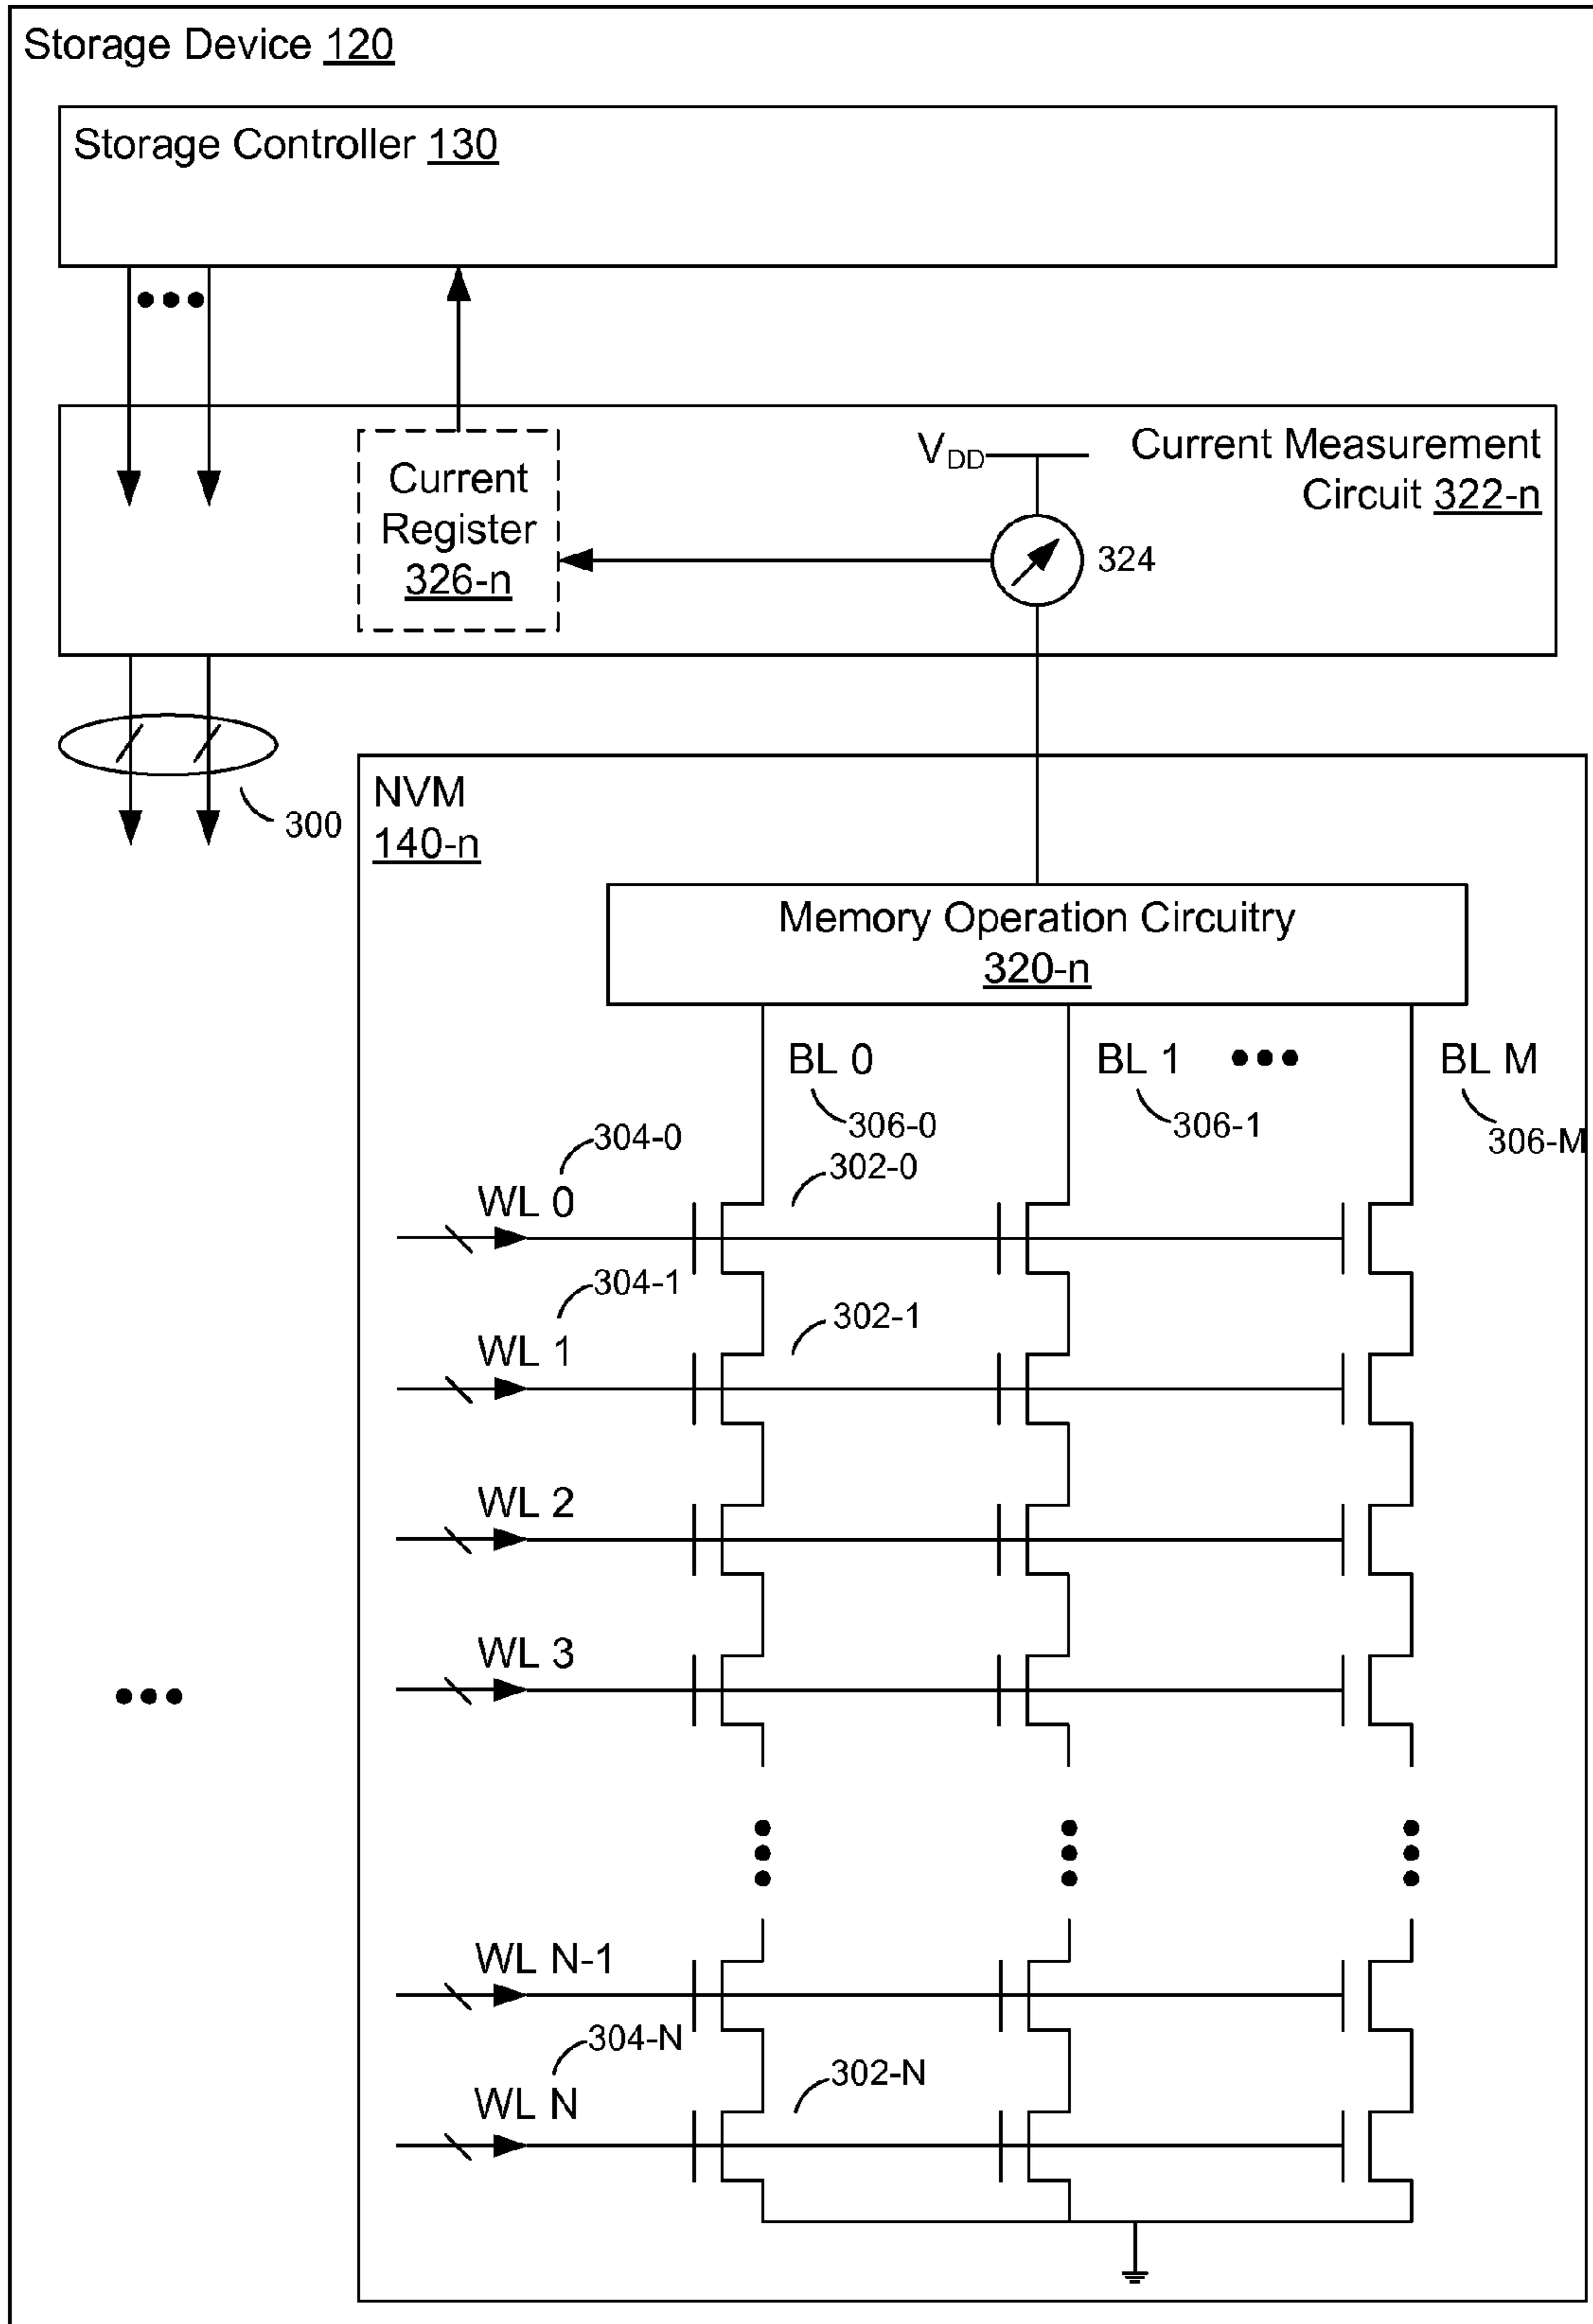 Storage Device 120
Storage Controller 130
Current Measurement
Circuit 322-n
VDD
Current
Register
326-n
324
300
NVM
140-n
Memory Operation Circuitry
320-n
BL 0
BL 1
BL M
306-0
306-1
306-M
304-0
302-0
WL 0
304-1
302-1
WL 1
WL 2
WL 3
WL N-1
304-N
302-N
WL N